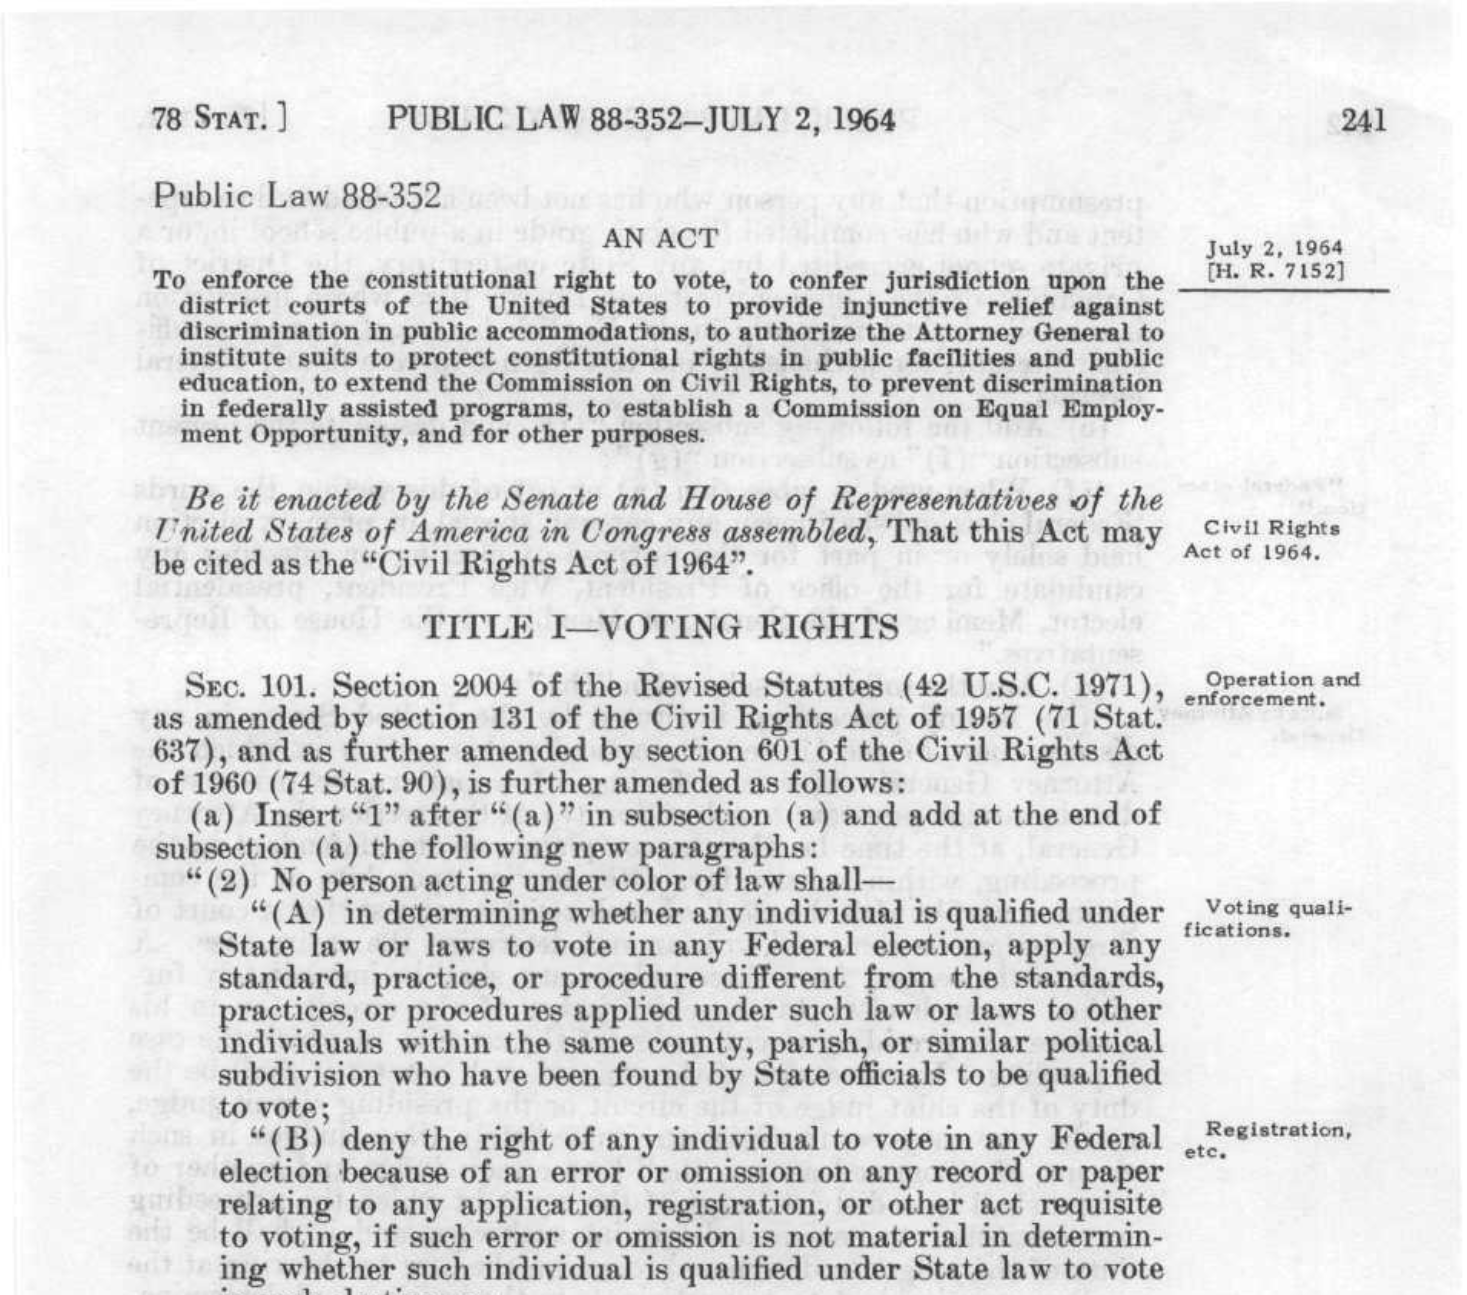 78 STAT. ] PUBLIC LAW 88-352-JULY 2, 1964 241
Public Law 88-352
AN ACT
July 2, 1964
[H. R. 7152]
To enforce the constitutional right to vote, to confer jurisdiction upon the
district courts of the United States to provide injunctive relief against
discrimination in public accommodations, to authorize the Attorney General to
institute suits to protect constitutional rights in public facilities and public
education, to extend the Commission on Civil Rights, to prevent discrimination
in federally assisted programs, to establish a Commission on Equal Employ-
ment Opportunity, and for other purposes.
Be it enacted by the Senate and House of Representatives of the
United States of America in Congress assembled, That this Act may
be cited as the “Civil Rights Act of 1964”.
Civil Rights
Act of 1964.
TITLE I—VOTING RIGHTS
SEC. 101. Section 2004 of the Revised Statutes (42 U.S.C. 1971),
as amended by section 131 of the Civil Rights Act of 1957 (71 Stat.
637), and as further amended by section 601 of the Civil Rights Act
of 1960 (74 Stat. 90), is further amended as follows:
Operation and
enforcement.
(a) Insert “1” after “(a)” in subsection (a) and add at the end of
subsection (a) the following new paragraphs:
“(2) No person acting under color of law shall—
“(A) in determining whether any individual is qualified under
State law or laws to vote in any Federal election, apply any
standard, practice, or procedure different from the standards,
practices, or procedures applied under such law or laws to other
individuals within the same county, parish, or similar political
subdivision who have been found by State officials to be qualified
to vote;
Voting quali-
fications.
“(B) deny the right of any individual to vote in any Federal
election because of an error or omission on any record or paper
relating to any application, registration, or other act requisite
to voting, if such error or omission is not material in determin-
ing whether such individual is qualified under State law to vote
Registration,
etc.